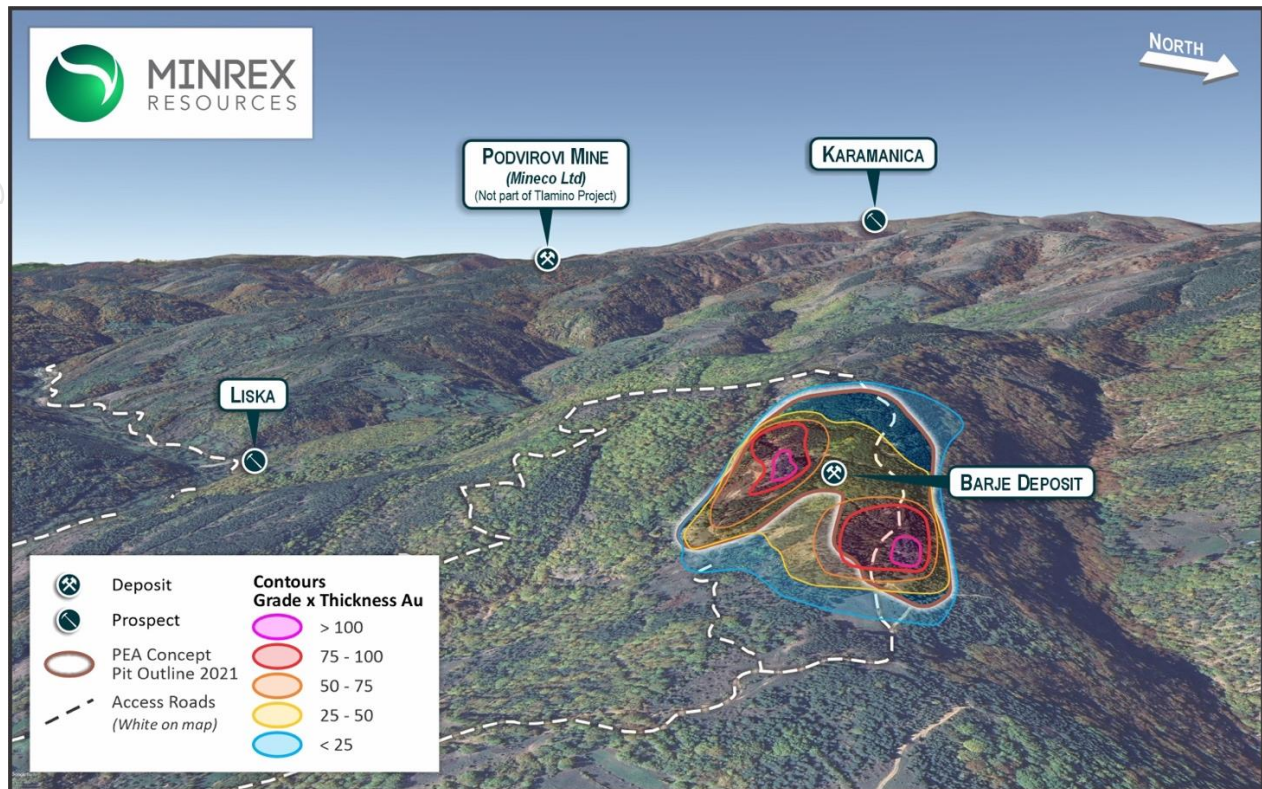 MINREX
RESOURCES
NORTH
PODVIROVI MINE
(Mineco Ltd)
(Not part of Tlamino Project)
KARAMANICA
LISKA
BARJE DEPOSIT
Deposit
Prospect
PEA Concept
Pit Outline 2021
Access Roads
(White on map)
Contours
Grade x Thickness Au
> 100
75 - 100
50 - 75
25 - 50
< 25